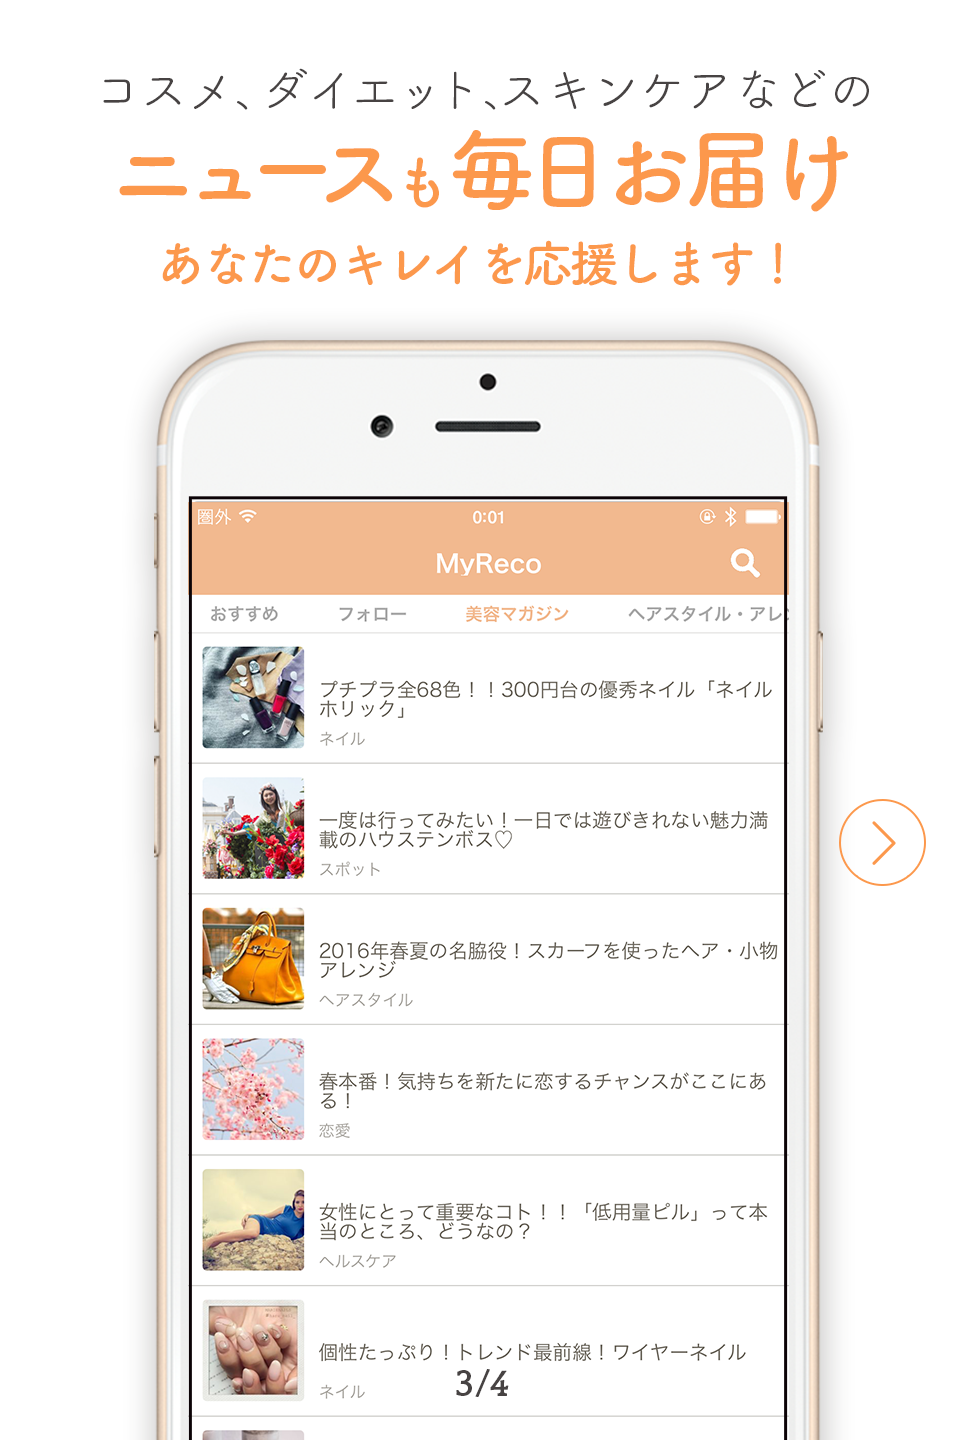 コスメ、ダイエット、スキンケアなどの
ニュースも毎日お届け
あなたのキレイを応援します！
圏外 0:01
MyReco
おすすめ フォロー 美容マガジン ヘアスタイル・アレ
プチプラ全68色！！300円台の優秀ネイル「ネイル
ホリック」
ネイル
一度は行ってみたい！一日では遊びきれない魅力満
載のハウステンボス♡
スポット
2016年春夏の名脇役！スカーフを使ったヘア・小物
アレンジ
ヘアスタイル
春本番！気持ちを新たに恋するチャンスがここにあ
る！
恋愛
女性にとって重要なコト！！「低用量ピル」って本
当のところ、どうなの？
ヘルスケア
個性たっぷり！トレンド最前線！ワイヤーネイル
ネイル
3/4